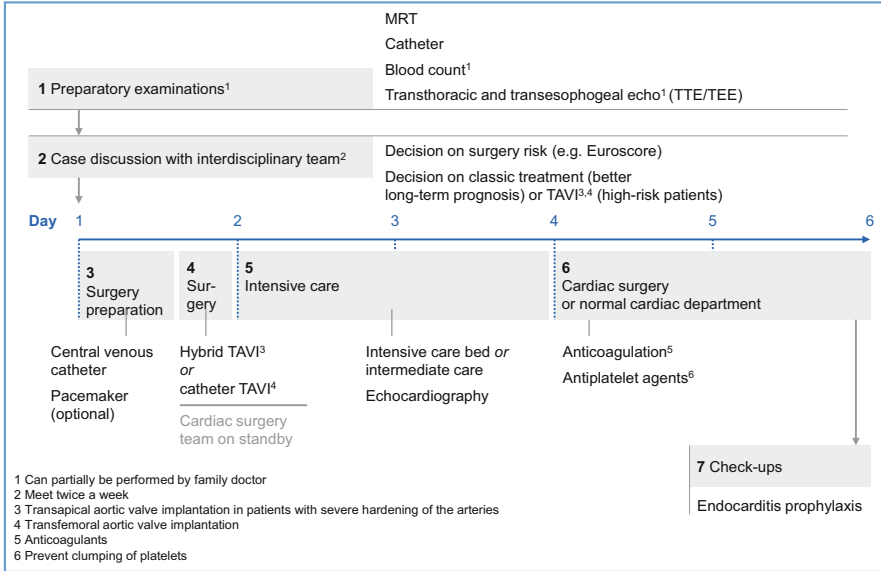 MRT
Catheter
Blood count¹
1 Preparatory examinations¹
Transthoracic and transesophogeal echo¹ (TTE/TEE)
2 Case discussion with interdisciplinary team²
Decision on surgery risk (e.g. Euroscore)
Decision on classic treatment (better
long-term prognosis) or TAVI³,⁴ (high-risk patients)
Day 1 2 3 4 5 6
3
Surgery
preparation
4
Sur-
gery
5
Intensive care
6
Cardiac surgery
or normal cardiac department
Central venous
catheter
Pacemaker
(optional)
Hybrid TAVI³
or
catheter TAVI⁴
Cardiac surgery
team on standby
Intensive care bed or
intermediate care
Echocardiography
Anticoagulation⁵
Antiplatelet agents⁶
7 Check-ups
Endocarditis prophylaxis
1 Can partially be performed by family doctor
2 Meet twice a week
3 Transapical aortic valve implantation in patients with severe hardening of the arteries
4 Transfemoral aortic valve implantation
5 Anticoagulants
6 Prevent clumping of platelets